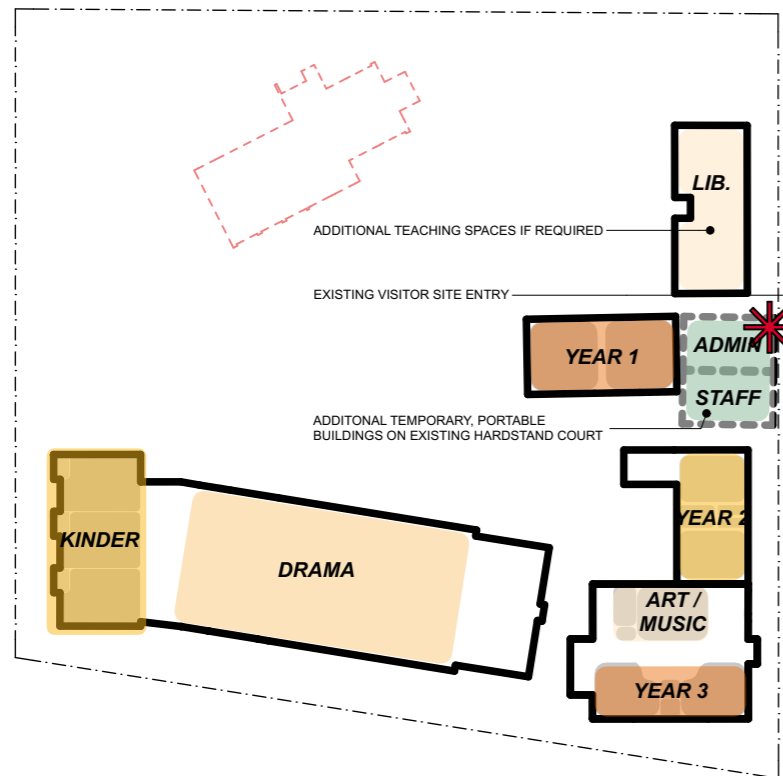 LIB.
ADDITIONAL TEACHING SPACES IF REQUIRED
EXISTING VISITOR SITE ENTRY
YEAR 1
ADMIN
STAFF
ADDITONAL TEMPORARY, PORTABLE
BUILDINGS ON EXISTING HARDSTAND COURT
KINDER
DRAMA
YEAR 2
ART /
MUSIC
YEAR 3